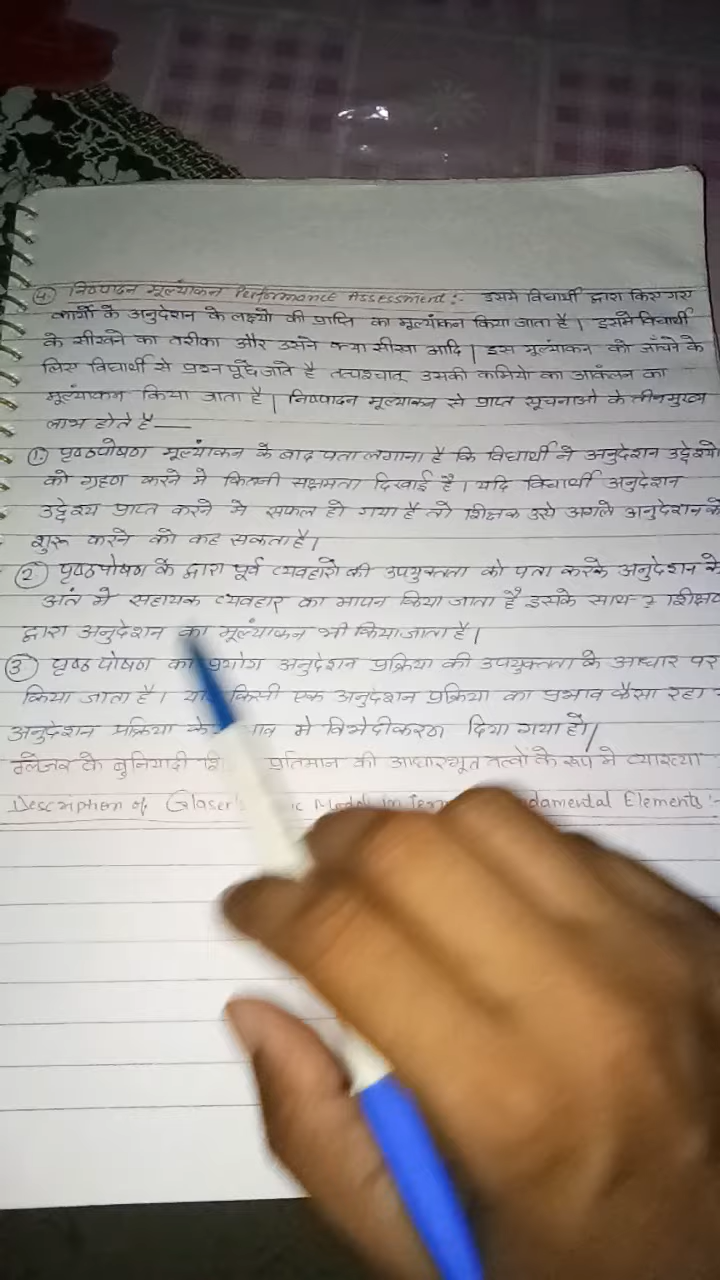 ④ निष्पादन मूल्यांकन Performance Assessment:- इसमे विद्यार्थी द्वारा किए गए
कार्यो के अनुदेशन के लक्ष्यो की प्राप्ति का मूल्यांकन किया जाता है। इसमे विद्यार्थी
के सीखने का तरीका और उसने क्या सीखा आदि। इस मूल्यांकन को जाँचने के
लिए विद्यार्थी से प्रश्न पूछे जाते है तत्पश्चात् उसकी कमियो का आकलन का
मूल्यांकन किया जाता है। निष्पादन मूल्यांकन से प्राप्त सूचनाओ के तीन मुख्य
लाभ होते है —
① पृष्ठपोषण मूल्यांकन के बाद पता लगाना है कि विद्यार्थी ने अनुदेशन उद्देश्यो
को ग्रहण करने मे कितनी सक्षमता दिखाई है। यदि विद्यार्थी अनुदेशन
उद्देश्य प्राप्त करने मे सफल हो गया है तो शिक्षक उसे अगले अनुदेशन को
शुरू करने को कह सकता है।
② पृष्ठपोषण के द्वारा पूर्व व्यवहारो की उपयुक्तता को पता करके अनुदेशन के
अंत मे सहायक व्यवहार का मापन किया जाता है इसके साथ-२ शिक्षण
द्वारा अनुदेशन का मूल्यांकन भी किया जाता है।
③ पृष्ठ पोषण का प्रयोग अनुदेशन प्रक्रिया की उपयुक्तता के आधार पर
किया जाता है। किसी एक अनुदेशन प्रक्रिया का प्रभाव कैसा रहा
अनुदेशन प्रक्रिया के मे विभेदीकरण दिया गया हो।
ग्लेजर के बुनियादी प्रतिमान की आधारभूत तत्वो के रूप मे व्याख्या
Description of Glaser's Model in Elements:-